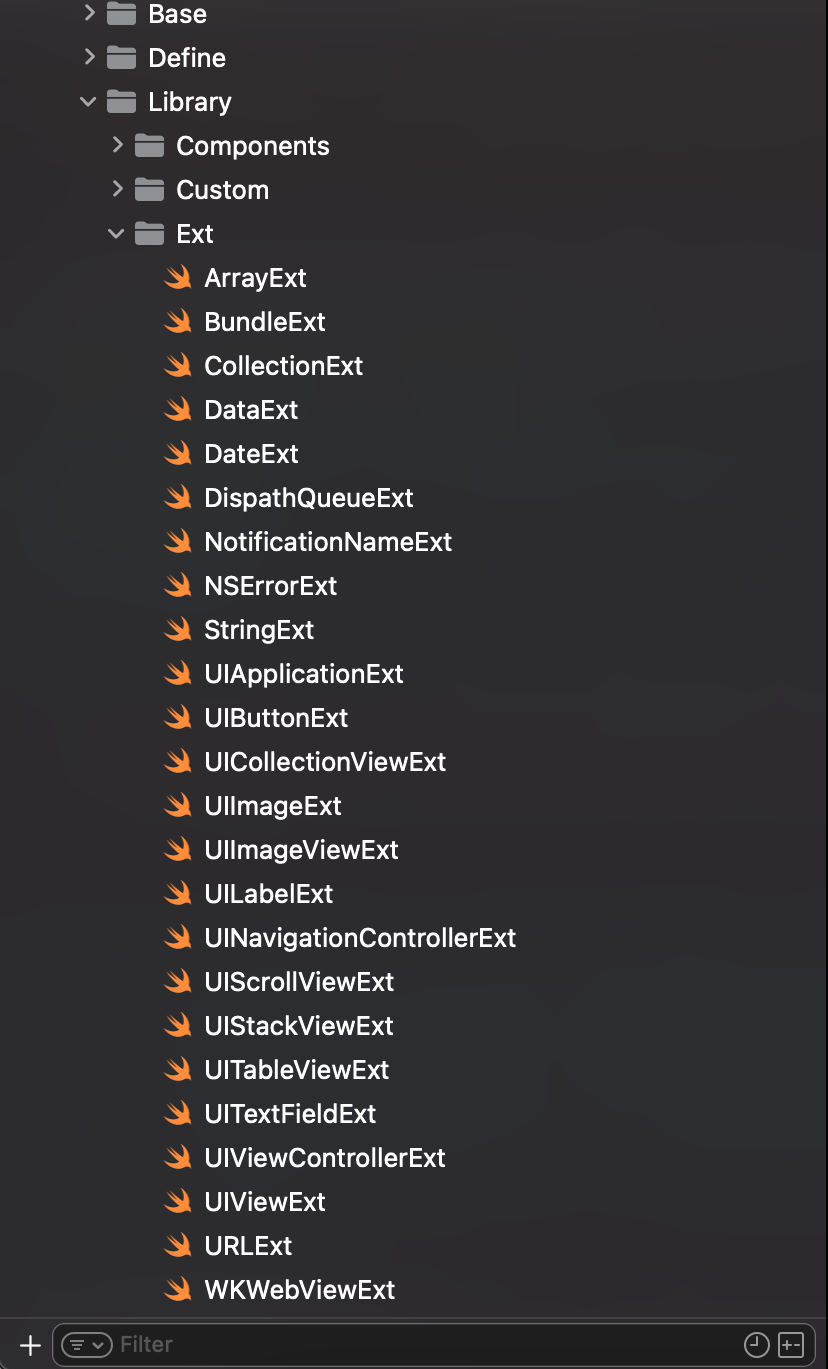 Base
Define
Library
Components
Custom
Ext
ArrayExt
BundleExt
CollectionExt
DataExt
DateExt
DispathQueueExt
NotificationNameExt
NSErrorExt
StringExt
UIApplicationExt
UIButtonExt
UICollectionViewExt
UIImageExt
UIImageViewExt
UILabelExt
UINavigationControllerExt
UIScrollViewExt
UIStackViewExt
UITableViewExt
UITextFieldExt
UIViewControllerExt
UIViewExt
URLExt
WKWebViewExt
Filter